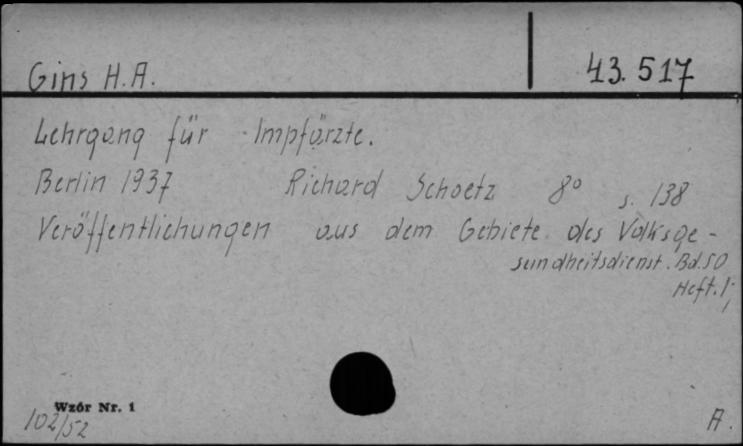 Gins H.A.
43.517
Lehrgang für Impfärzte.
Berlin 1937 Richard Schoetz 8° s. 138
Veröffentlichungen aus dem Gebiete des Volksge-
sundheitsdienst. Bd. 50
Heft. 1;
Wzór Nr. 1
102/52
A.